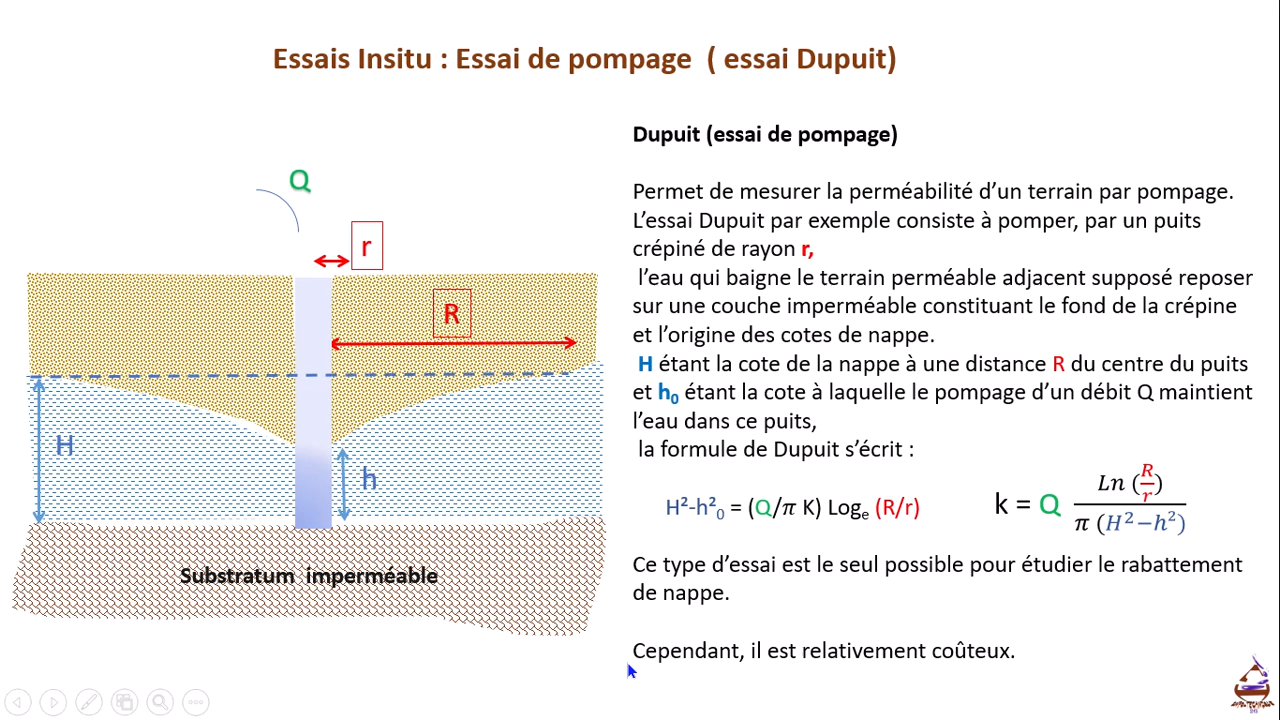 Essais Insitu : Essai de pompage ( essai Dupuit)
Dupuit (essai de pompage)
Q
Permet de mesurer la perméabilité d’un terrain par pompage.
L’essai Dupuit par exemple consiste à pomper, par un puits
crépiné de rayon r,
r
l’eau qui baigne le terrain perméable adjacent supposé reposer
sur une couche imperméable constituant le fond de la crépine
et l’origine des cotes de nappe.
R
H étant la cote de la nappe à une distance R du centre du puits
et h₀ étant la cote à laquelle le pompage d’un débit Q maintient
l’eau dans ce puits,
la formule de Dupuit s’écrit :
H
h
H²-h²₀ = (Q/π K) Logₑ (R/r)
k = Q Ln (R/r) / π (H² − h²)
Ce type d’essai est le seul possible pour étudier le rabattement
de nappe.
Substratum imperméable
Cependant, il est relativement coûteux.